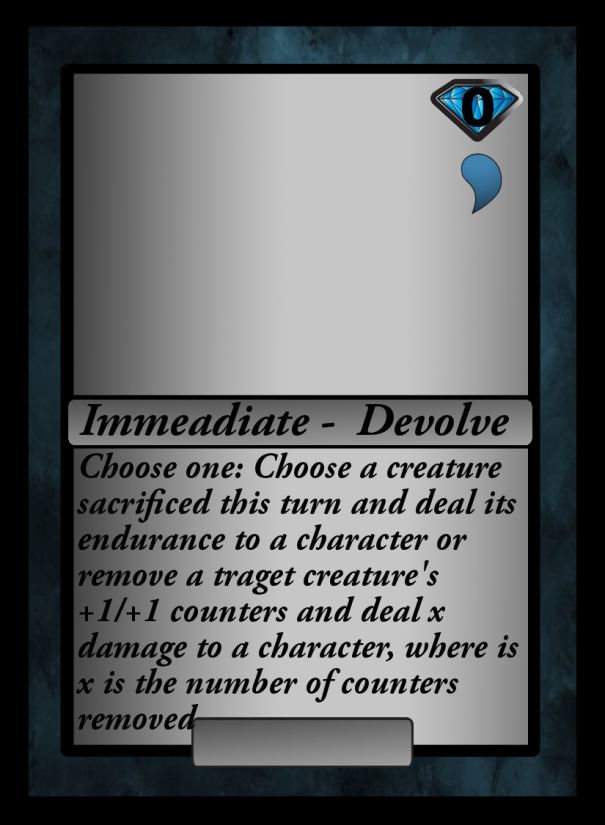 0
Immeadiate - Devolve
Choose one: Choose a creature
sacrificed this turn and deal its
endurance to a character or
remove a traget creature's
+1/+1 counters and deal x
damage to a character, where is
x is the number of counters
removed